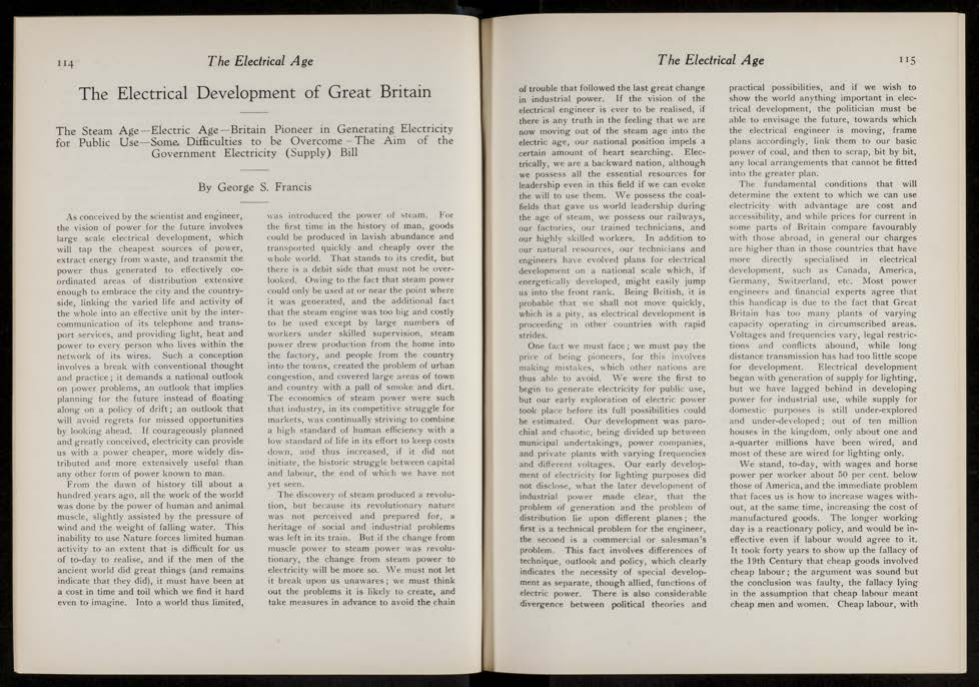 114
The Electrical Age
The Electrical Development of Great Britain
The Steam Age—Electric Age—Britain Pioneer in Generating Electricity
for Public Use—Some Difficulties to be Overcome—The Aim of the
Government Electricity (Supply) Bill
By George S. Francis
As conceived by the scientist and engineer,
the vision of power for the future involves
large scale electrical development, which
will tap the cheapest sources of power,
extract energy from waste, and transmit the
power thus generated to effectively co-
ordinated areas of distribution extensive
enough to embrace the city and the country-
side, linking the varied life and activity of
the whole into an effective unit by the inter-
communication of its telephone and trans-
port services, and providing light, heat and
power to every person who lives within the
network of its wires. Such a conception
involves a break with conventional thought
and practice; it demands a national outlook
on power problems, an outlook that implies
planning for the future instead of floating
along on a policy of drift; an outlook that
will avoid regrets for missed opportunities
by looking ahead. If courageously planned
and greatly conceived, electricity can provide
us with a power cheaper, more widely dis-
tributed and more extensively useful than
any other form of power known to man.
From the dawn of history till about a
hundred years ago, all the work of the world
was done by the power of human and animal
muscle, slightly assisted by the pressure of
wind and the weight of falling water. This
inability to use Nature forces limited human
activity to an extent that is difficult for us
of to-day to realise, and if the men of the
ancient world did great things (and remains
indicate that they did), it must have been at
a cost in time and toil which we find it hard
even to imagine. Into a world thus limited,
was introduced the power of steam. For
the first time in the history of man, goods
could be produced in lavish abundance and
transported quickly and cheaply over the
whole world. That stands to its credit, but
there is a debit side that must not be over-
looked. Owing to the fact that steam power
could only be used at or near the point where
it was generated, and the additional fact
that the steam engine was too big and costly
to be used except by large numbers of
workers under skilled supervision, steam
power drew production from the home into
the factory, and people from the country
into the towns, created the problem of urban
congestion, and covered large areas of town
and country with a pall of smoke and dirt.
The economics of steam power were such
that industry, in its competitive struggle for
markets, was continually striving to combine
a high standard of human efficiency with a
low standard of life in its effort to keep costs
down, and thus increased, if it did not
initiate, the historic struggle between capital
and labour, the end of which we have not
yet seen.
The discovery of steam produced a revolu-
tion, but because its revolutionary nature
was not perceived and prepared for, a
heritage of social and industrial problems
was left in its train. But if the change from
muscle power to steam power was revolu-
tionary, the change from steam power to
electricity will be more so. We must not let
it break upon us unawares; we must think
out the problems it is likely to create, and
take measures in advance to avoid the chain
The Electrical Age
115
of trouble that followed the last great change
in industrial power. If the vision of the
electrical engineer is ever to be realised, if
there is any truth in the feeling that we are
now moving out of the steam age into the
electric age, our national position impels a
certain amount of heart searching. Elec-
trically, we are a backward nation, although
we possess all the essential resources for
leadership even in this field if we can evoke
the will to use them. We possess the coal-
fields that gave us world leadership during
the age of steam, we possess our railways,
our factories, our trained technicians, and
our highly skilled workers. In addition to
our natural resources, our technicians and
engineers have evolved plans for electrical
development on a national scale which, if
energetically developed, might easily jump
us into the front rank. Being British, it is
probable that we shall not move quickly,
which is a pity, as electrical development is
proceeding in other countries with rapid
strides.
One fact we must face; we must pay the
price of being pioneers, for this involves
making mistakes, which other nations are
thus able to avoid. We were the first to
begin to generate electricity for public use,
but our early exploration of electric power
took place before its full possibilities could
be estimated. Our development was paro-
chial and chaotic, being divided up between
municipal undertakings, power companies,
and private plants with varying frequencies
and different voltages. Our early develop-
ment of electricity for lighting purposes did
not disclose, what the later development of
industrial power made clear, that the
problem of generation and the problem of
distribution lie upon different planes; the
first is a technical problem for the engineer,
the second is a commercial or salesman's
problem. This fact involves differences of
technique, outlook and policy, which clearly
indicates the necessity of special develop-
ment as separate, though allied, functions of
electric power. There is also considerable
divergence between political theories and
practical possibilities, and if we wish to
show the world anything important in elec-
trical development, the politician must be
able to envisage the future, towards which
the electrical engineer is moving, frame
plans accordingly, link them to our basic
power of coal, and then to scrap, bit by bit,
any local arrangements that cannot be fitted
into the greater plan.
The fundamental conditions that will
determine the extent to which we can use
electricity with advantage are cost and
accessibility, and while prices for current in
some parts of Britain compare favourably
with those abroad, in general our charges
are higher than in those countries that have
more directly specialised in electrical
development, such as Canada, America,
Germany, Switzerland, etc. Most power
engineers and financial experts agree that
this handicap is due to the fact that Great
Britain has too many plants of varying
capacity operating in circumscribed areas.
Voltages and frequencies vary, legal restric-
tions and conflicts abound, while long
distance transmission has had too little scope
for development. Electrical development
began with generation of supply for lighting,
but we have lagged behind in developing
power for industrial use, while supply for
domestic purposes is still under-explored
and under-developed; out of ten million
houses in the kingdom, only about one and
a-quarter millions have been wired, and
most of these are wired for lighting only.
We stand, to-day, with wages and horse
power per worker about 50 per cent. below
those of America, and the immediate problem
that faces us is how to increase wages with-
out, at the same time, increasing the cost of
manufactured goods. The longer working
day is a reactionary policy, and would be in-
effective even if labour would agree to it.
It took forty years to show up the fallacy of
the 19th Century that cheap goods involved
cheap labour; the argument was sound but
the conclusion was faulty, the fallacy lying
in the assumption that cheap labour meant
cheap men and women. Cheap labour, with